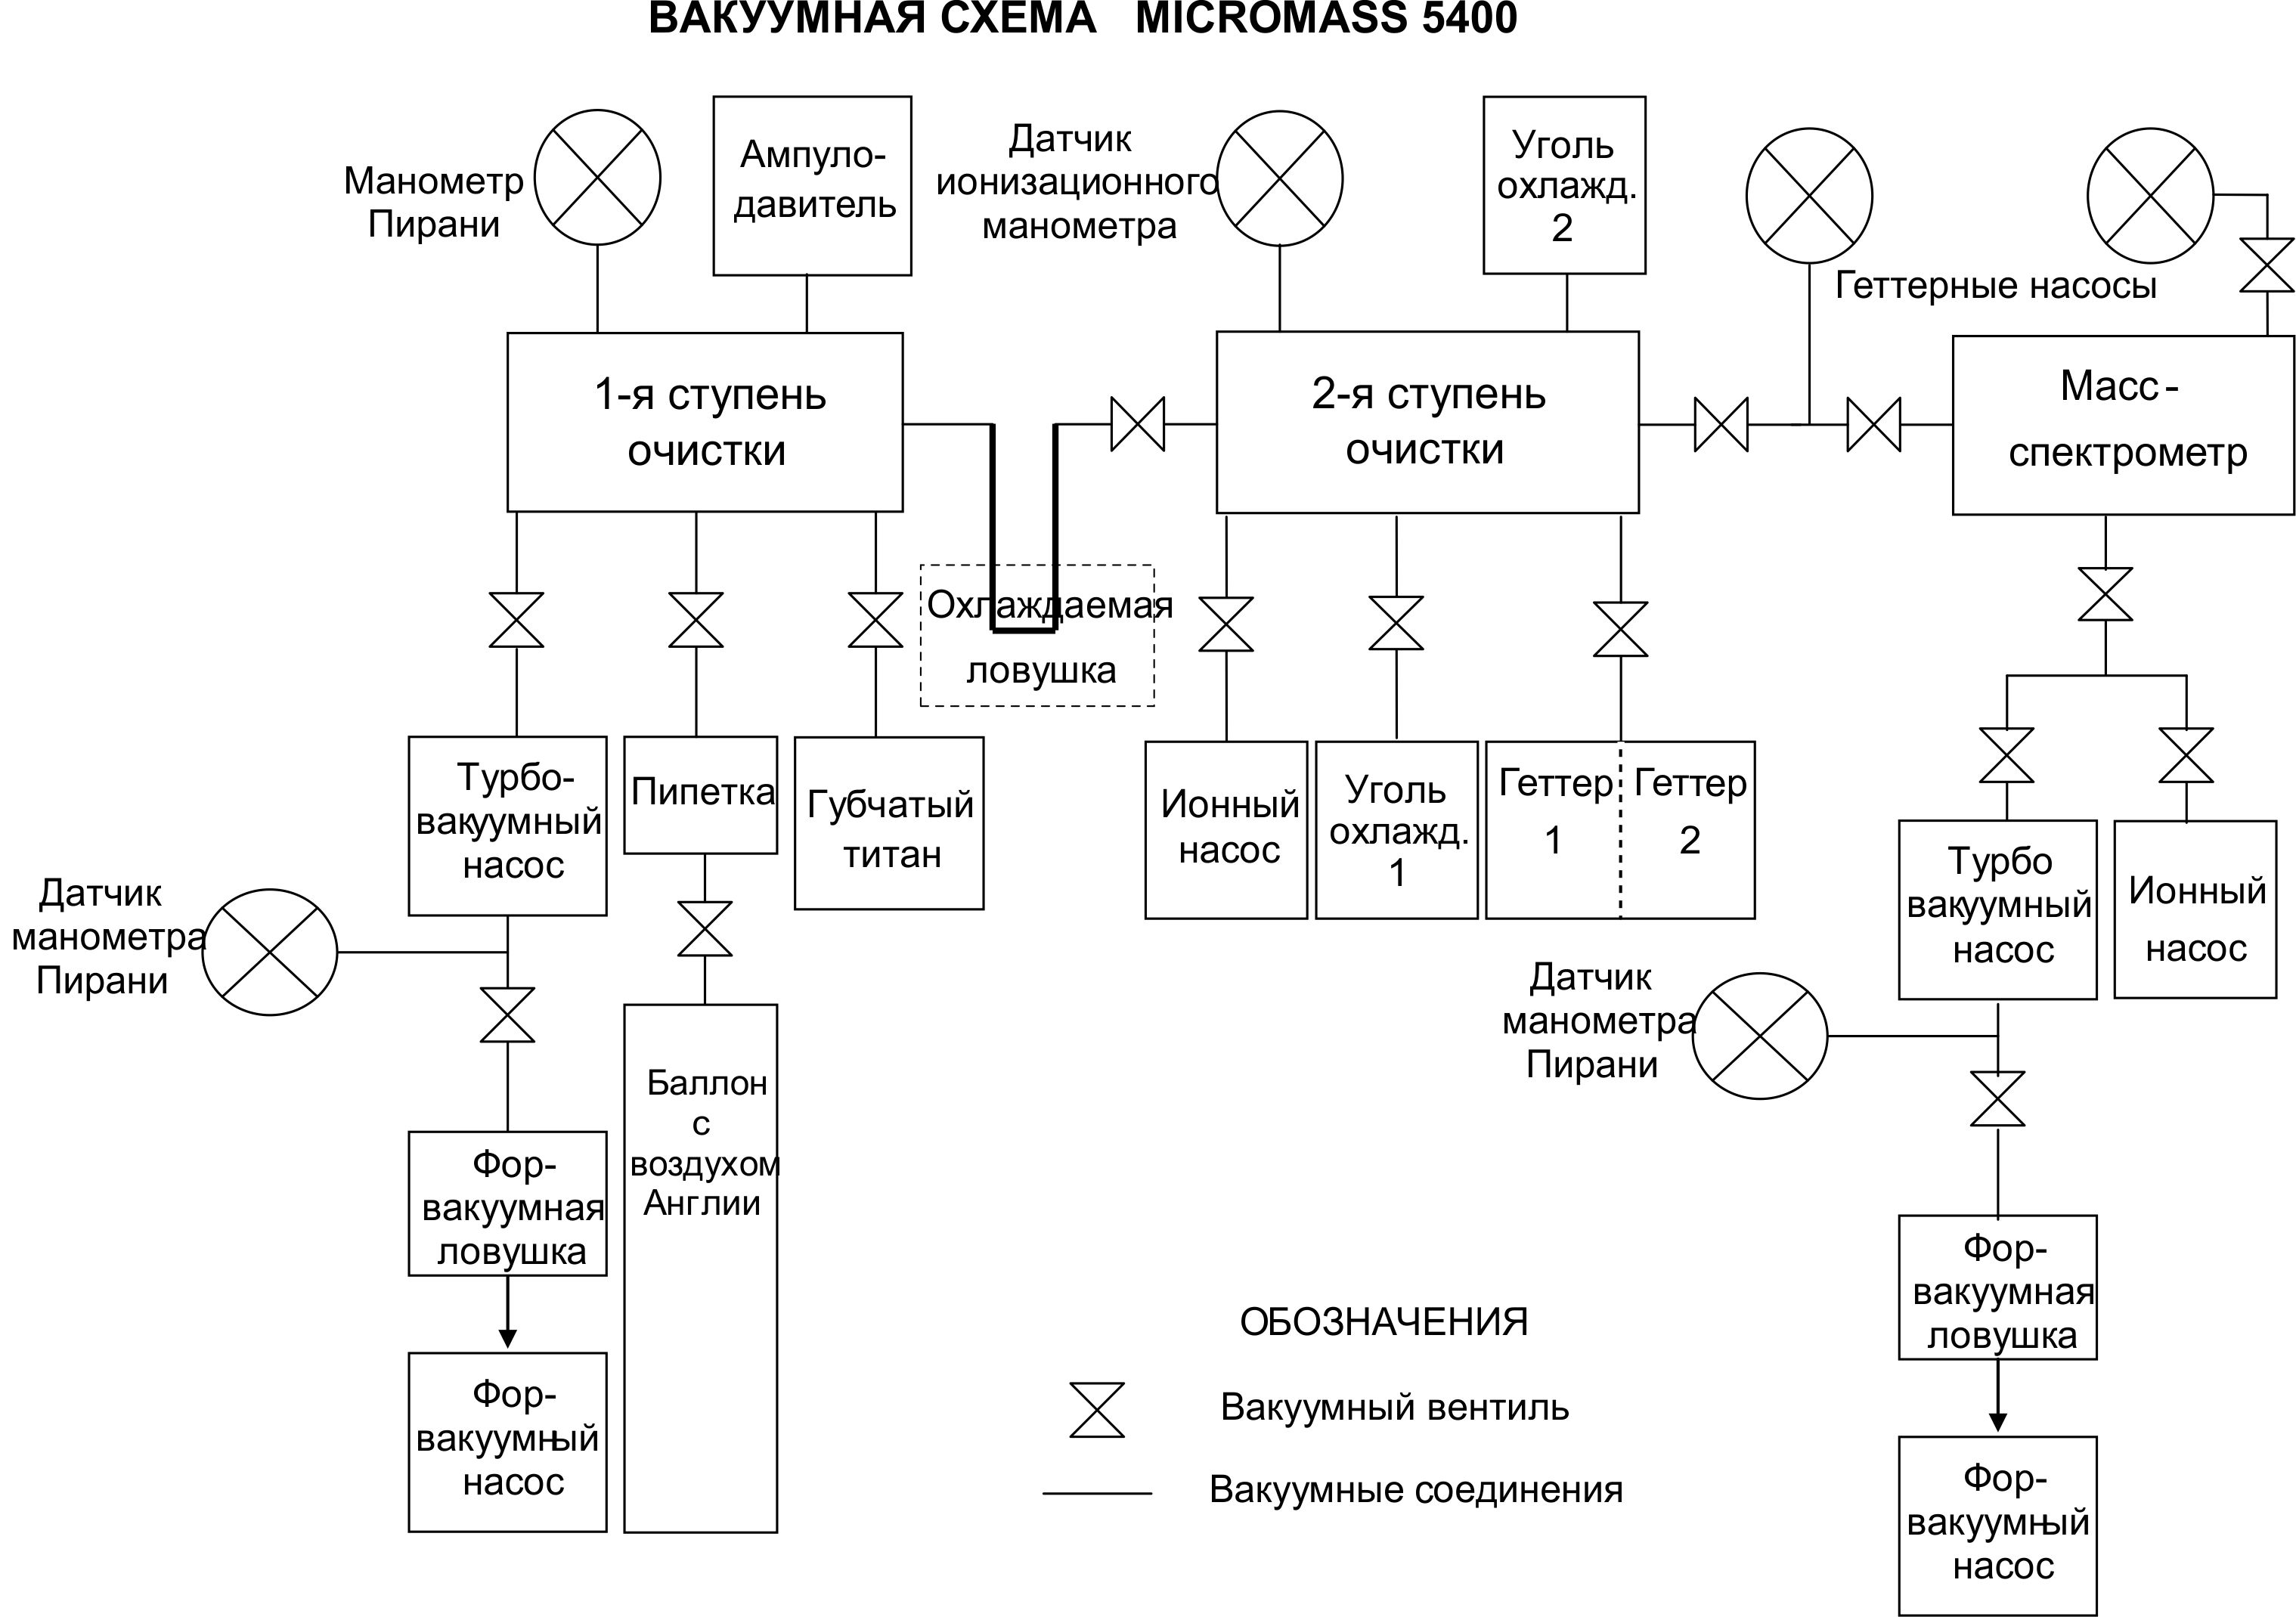 ВАКУУМНАЯ СХЕМА MICROMASS 5400
Манометр
Пирани
Ампуло-
давитель
Датчик
ионизационного
манометра
Уголь
охлажд.
2
Геттерные насосы
1-я ступень
очистки
2-я ступень
очистки
Масс-
спектрометр
Охлаждаемая
ловушка
Турбо-
вакуумный
насос
Пипетка
Губчатый
титан
Ионный
насос
Уголь
охлажд.
1
Геттер
1
Геттер
2
Турбо
вакуумный
насос
Ионный
насос
Датчик
манометра
Пирани
Датчик
манометра
Пирани
Баллон
с
воздухом
Англии
Фор-
вакуумная
ловушка
Фор-
вакуумный
насос
Фор-
вакуумная
ловушка
Фор-
вакуумный
насос
ОБОЗНАЧЕНИЯ
Вакуумный вентиль
Вакуумные соединения